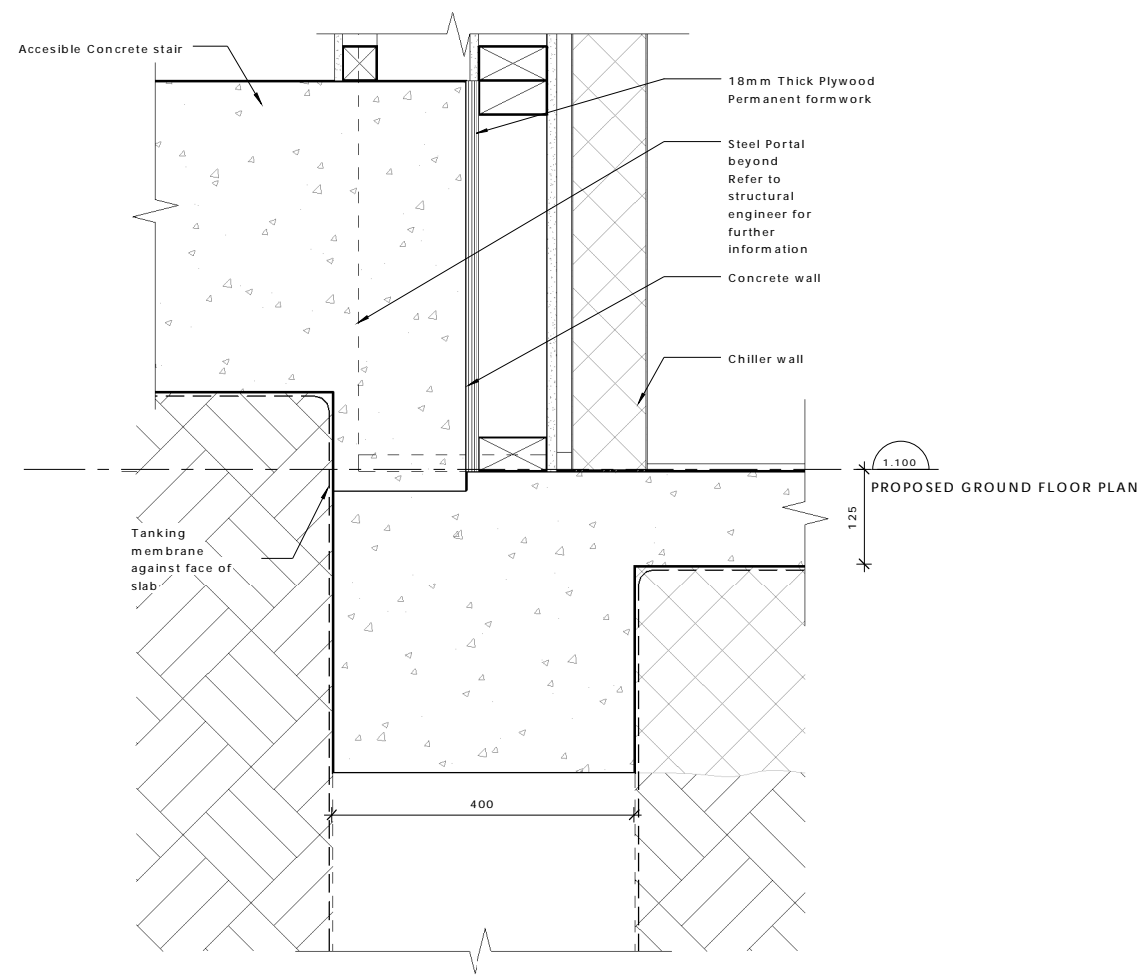 Accesible Concrete stair
18mm Thick Plywood
Permanent formwork
Steel Portal
beyond
Refer to
structural
engineer for
further
information
Concrete wall
Chiller wall
1.100
PROPOSED GROUND FLOOR PLAN
125
Tanking
membrane
against face of
slab
400